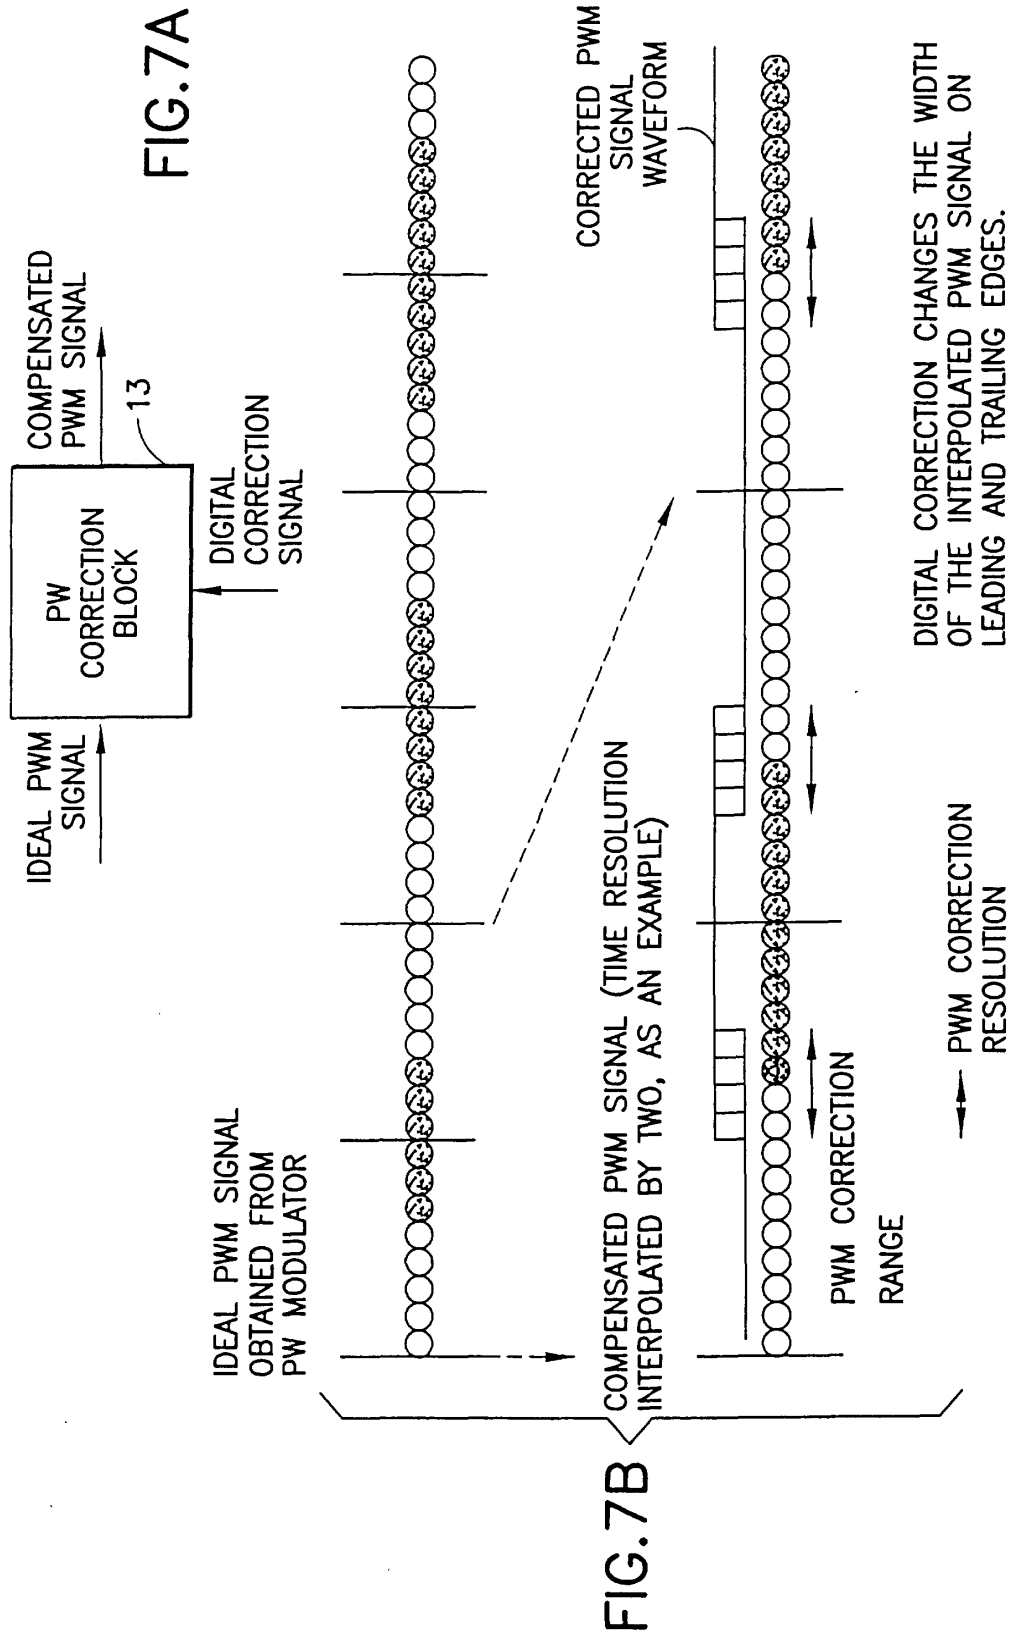 FIG.7A
IDEAL PWM
SIGNAL
PW
CORRECTION
BLOCK
COMPENSATED
PWM SIGNAL
13
DIGITAL
CORRECTION
SIGNAL
IDEAL PWM SIGNAL
OBTAINED FROM
PW MODULATOR
FIG.7B
COMPENSATED PWM SIGNAL (TIME RESOLUTION
INTERPOLATED BY TWO, AS AN EXAMPLE)
CORRECTED PWM
SIGNAL
WAVEFORM
PWM CORRECTION
RANGE
PWM CORRECTION
RESOLUTION
DIGITAL CORRECTION CHANGES THE WIDTH
OF THE INTERPOLATED PWM SIGNAL ON
LEADING AND TRAILING EDGES.